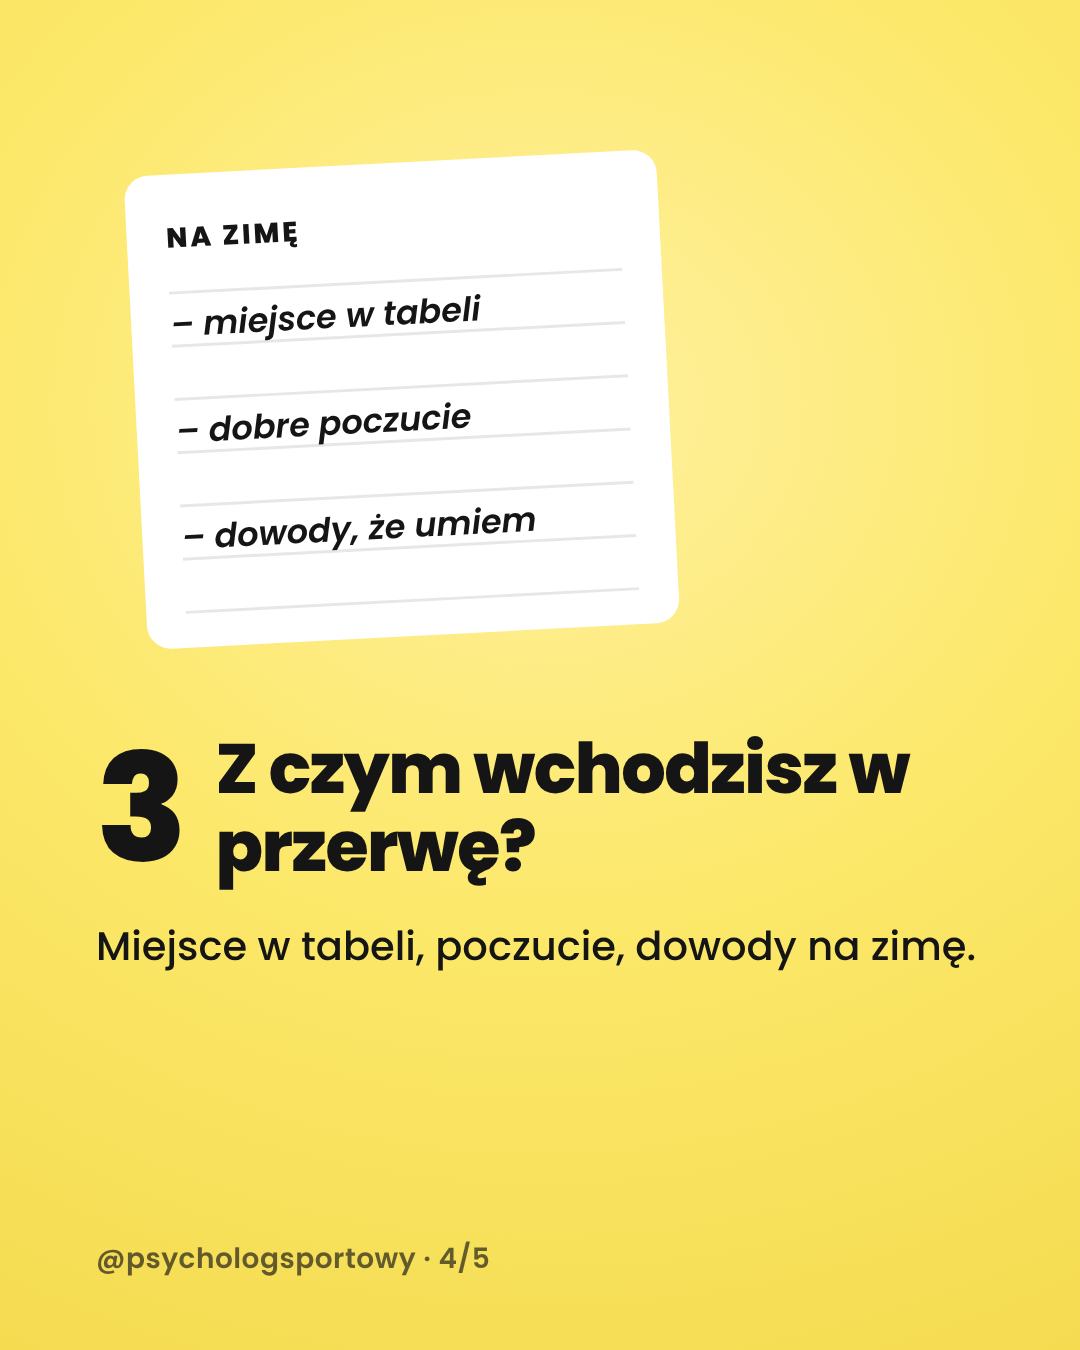 NA ZIMĘ
– miejsce w tabeli
– dobre poczucie
– dowody, że umiem
3 Z czym wchodzisz w
przerwę?
Miejsce w tabeli, poczucie, dowody na zimę.
@psychologsportowy · 4/5